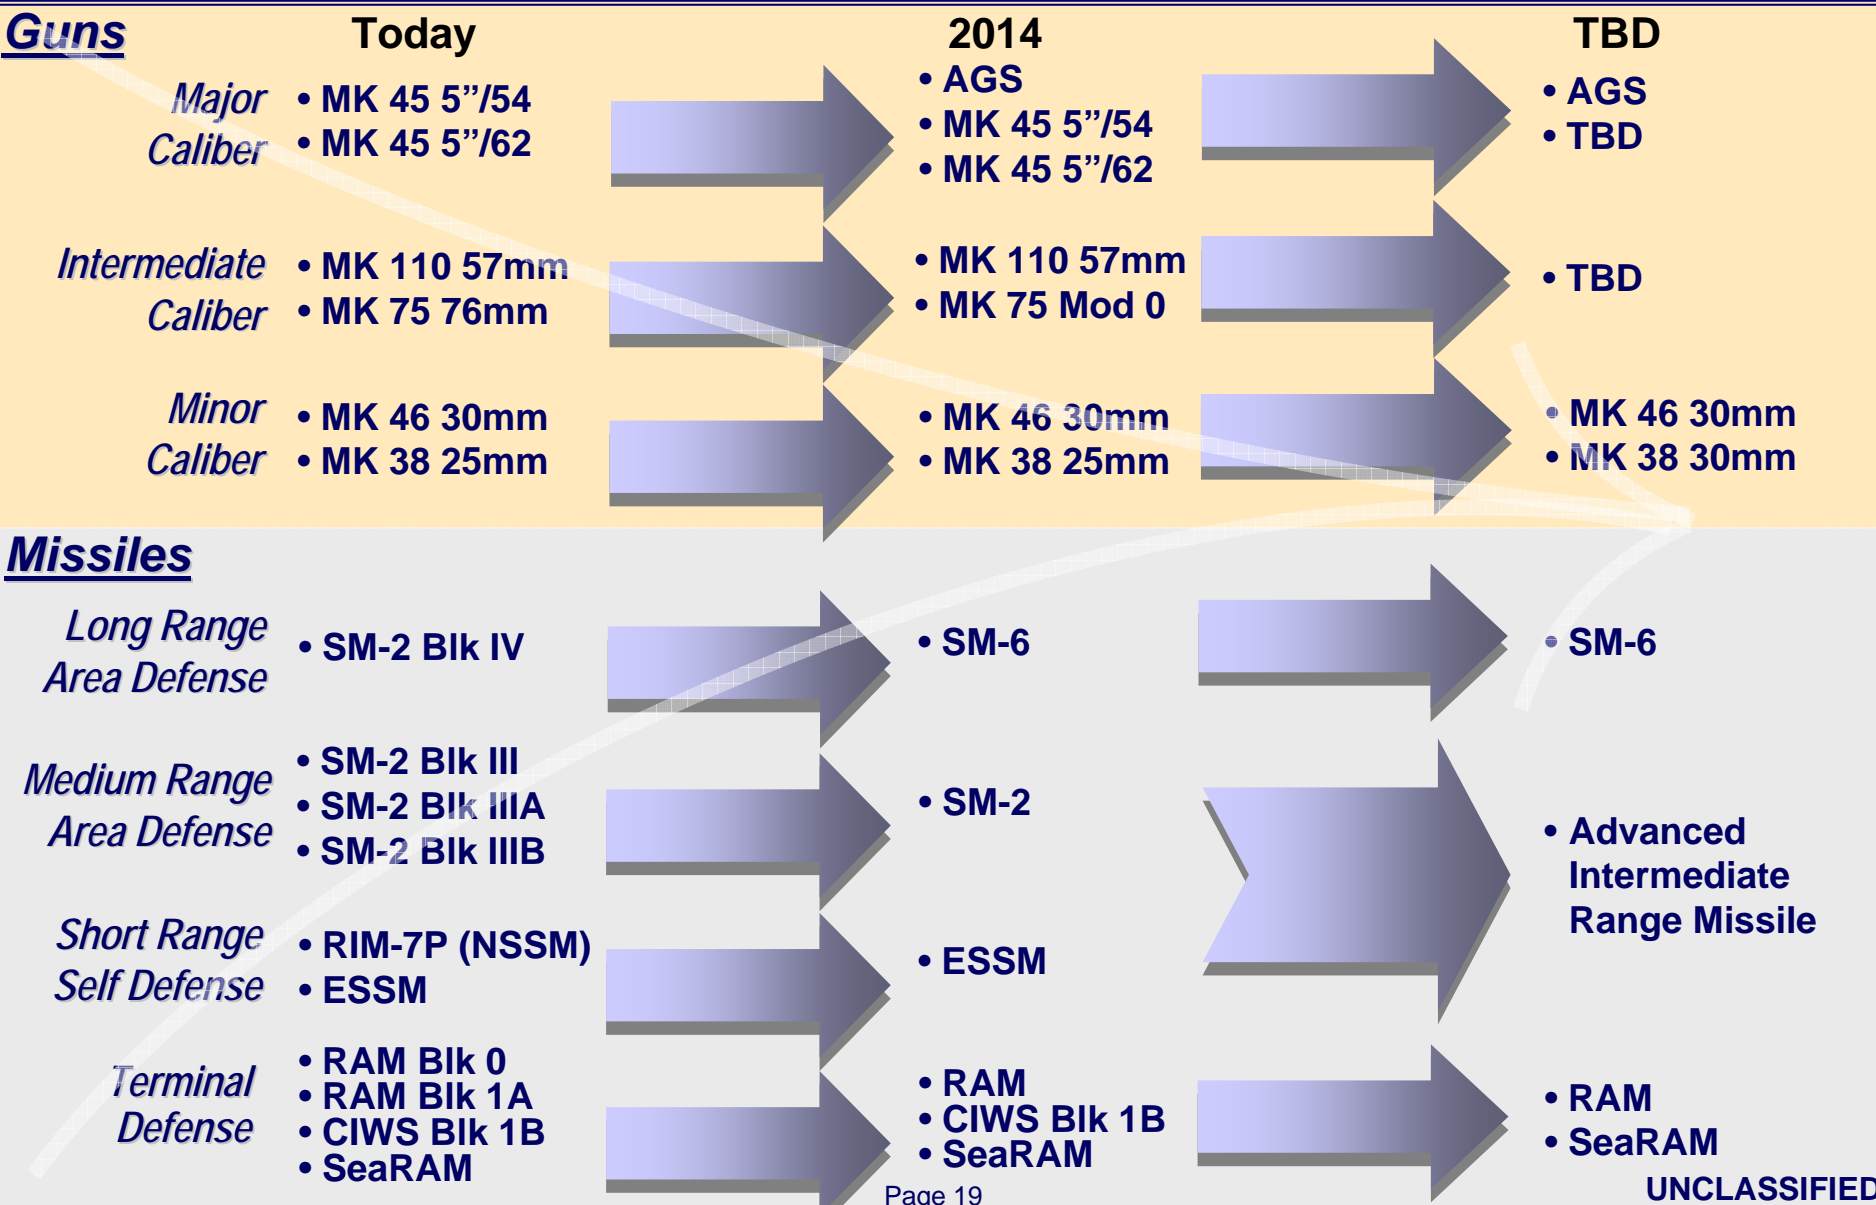 Guns Today 2014 TBD
Major
Caliber
• MK 45 5”/54
• MK 45 5”/62
• AGS
• MK 45 5”/54
• MK 45 5”/62
• AGS
• TBD
Intermediate
Caliber
• MK 110 57mm
• MK 75 76mm
• MK 110 57mm
• MK 75 Mod 0
• TBD
Minor
Caliber
• MK 46 30mm
• MK 38 25mm
• MK 46 30mm
• MK 38 25mm
• MK 46 30mm
• MK 38 30mm
Missiles
Long Range
Area Defense
• SM-2 Blk IV
• SM-6
• SM-6
Medium Range
Area Defense
• SM-2 Blk III
• SM-2 Blk IIIA
• SM-2 Blk IIIB
• SM-2
• Advanced
Intermediate
Range Missile
Short Range
Self Defense
• RIM-7P (NSSM)
• ESSM
• ESSM
Terminal
Defense
• RAM Blk 0
• RAM Blk 1A
• CIWS Blk 1B
• SeaRAM
• RAM
• CIWS Blk 1B
• SeaRAM
• RAM
• SeaRAM
Page 19
UNCLASSIFIED